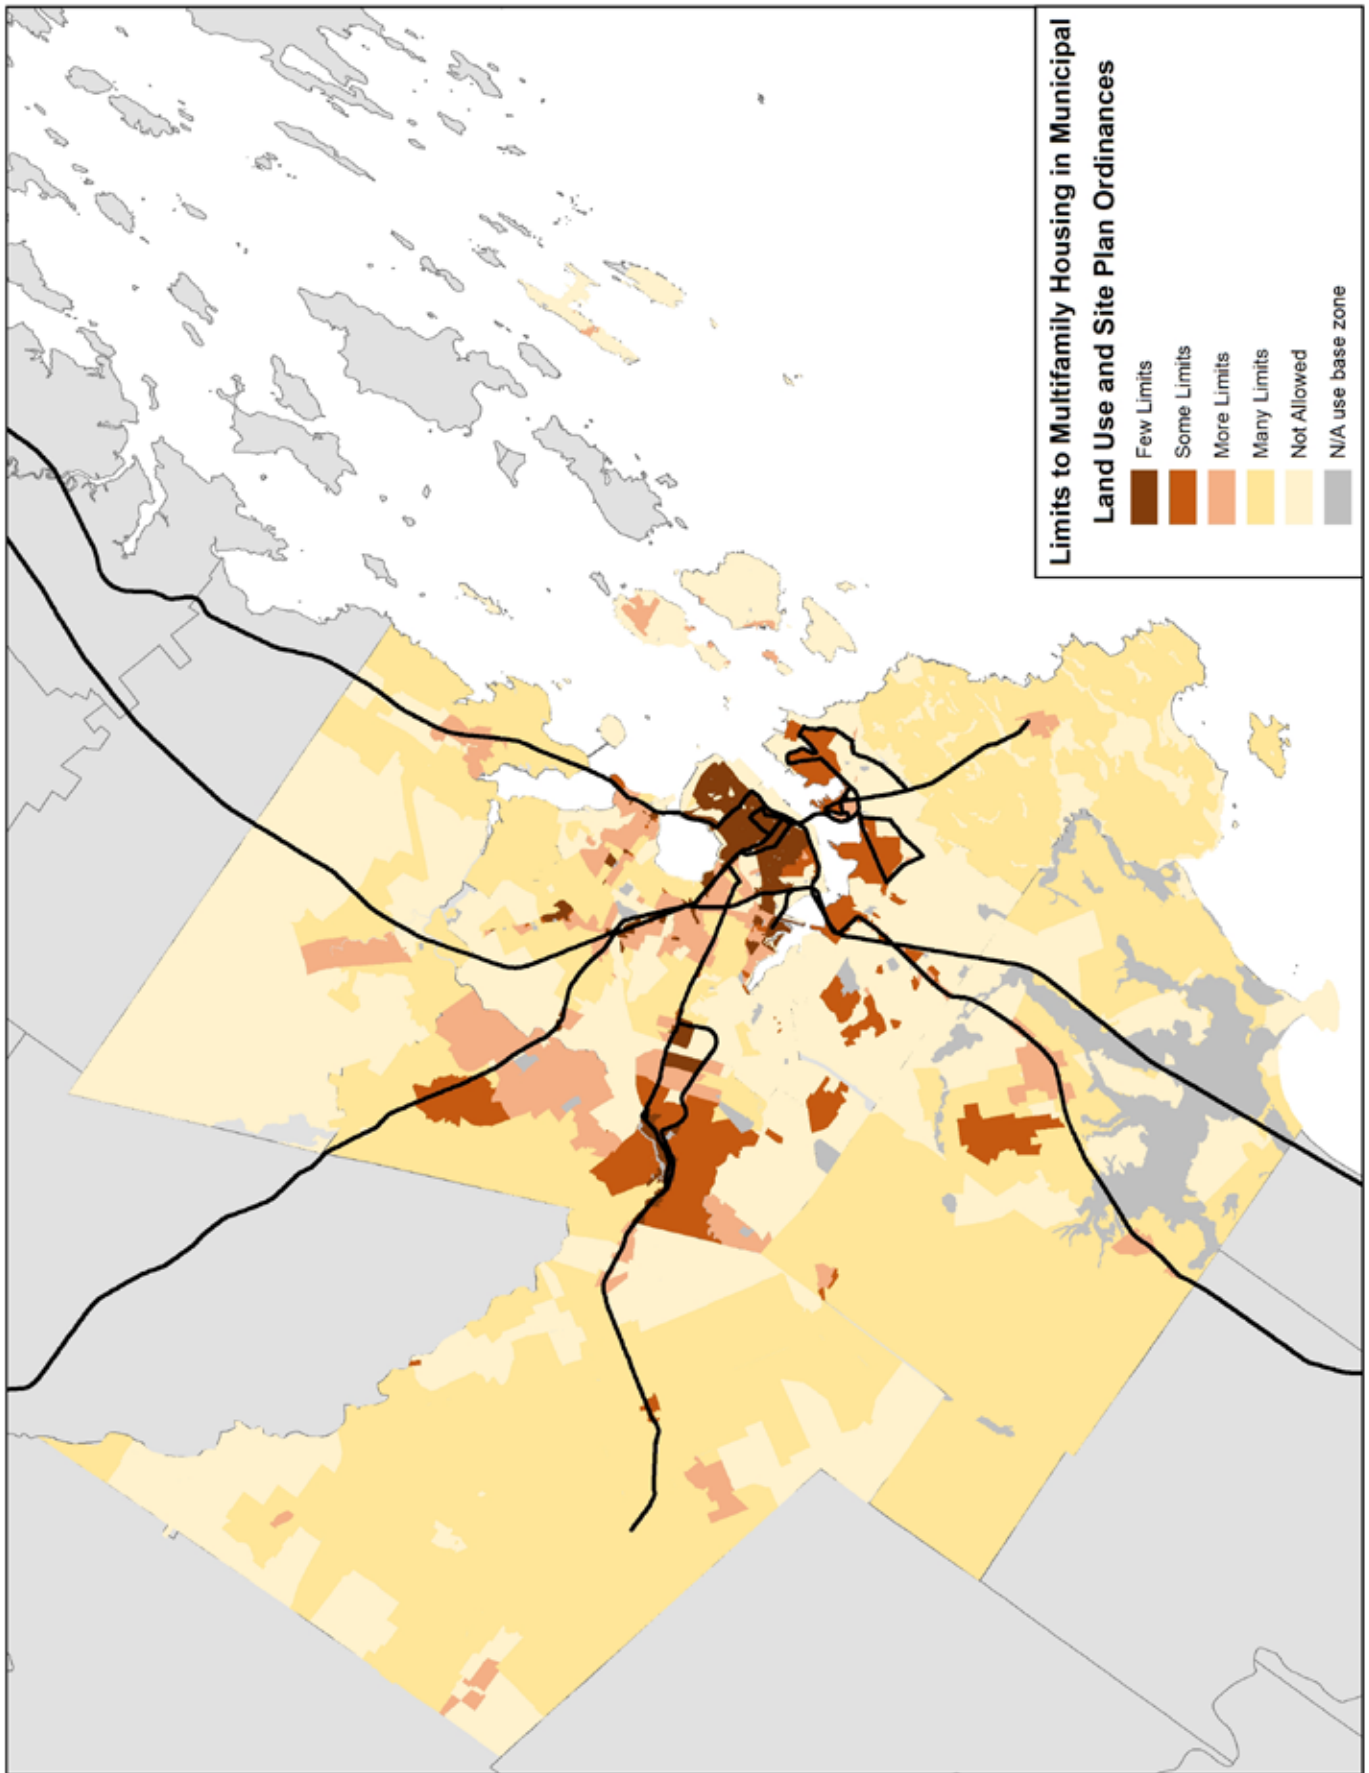 Limits to Multifamily Housing in Municipal
Land Use and Site Plan Ordinances
Few Limits
Some Limits
More Limits
Many Limits
Not Allowed
N/A use base zone